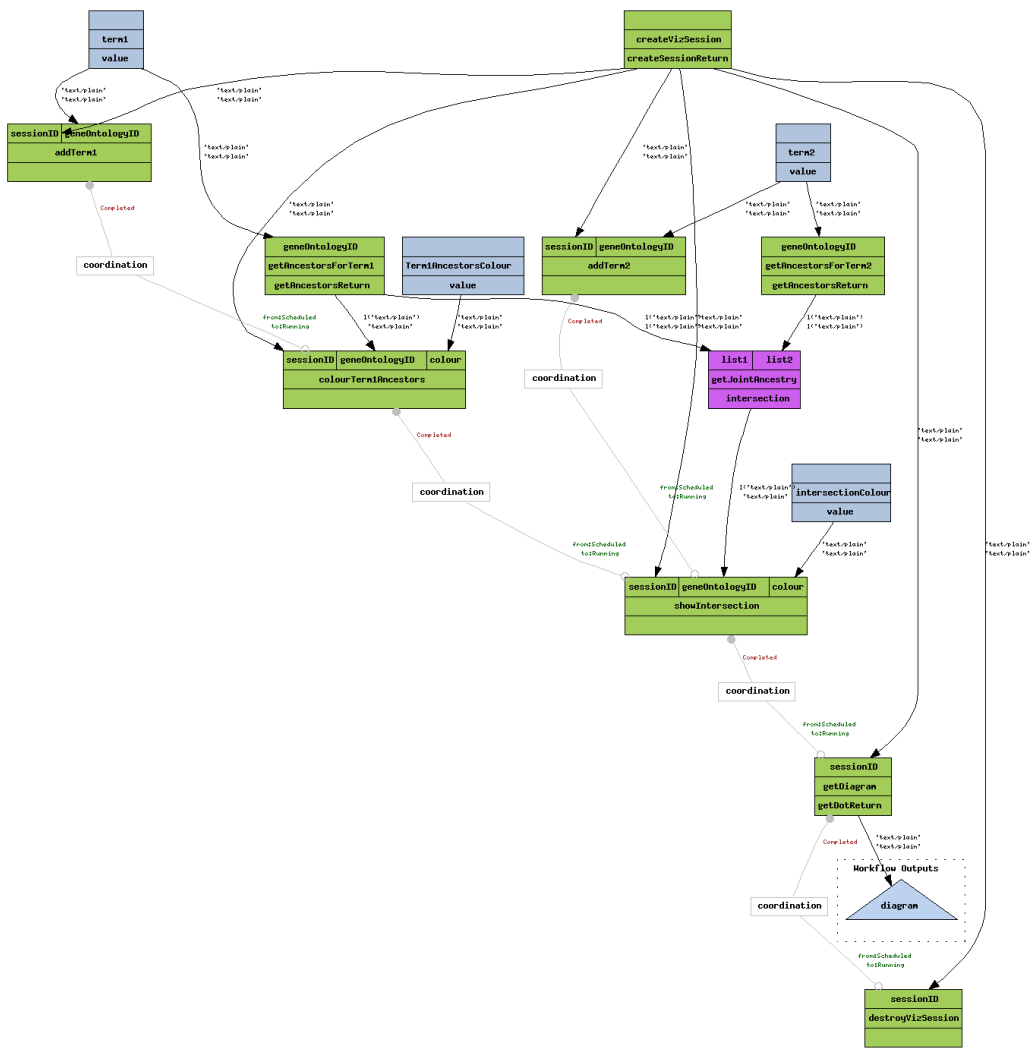 term1
value
createVizSession
createSessionReturn
'text/plain'
'text/plain'
'text/plain'
'text/plain'
sessionID geneOntologyID
addTerm1
'text/plain'
'text/plain'
'text/plain'
'text/plain'
term2
value
Completed
'text/plain'
'text/plain'
'text/plain'
'text/plain'
'text/plain'
'text/plain'
coordination
geneOntologyID
getAncestorsForTerm1
getAncestorsReturn
Term1AncestorsColour
value
sessionID geneOntologyID
addTerm2
geneOntologyID
getAncestorsForTerm2
getAncestorsReturn
from:Scheduled
to:Running
l('text/plain')
'text/plain'
'text/plain'
'text/plain'
Completed
l('text/plain')
l('text/plain')
'text/plain'
'text/plain'
l('text/plain')
l('text/plain')
sessionID geneOntologyID colour
colourTerm1Ancestors
coordination
list1 list2
getJointAncestry
intersection
Completed
'text/plain'
'text/plain'
coordination
from:Scheduled
to:Running
l('text/plain')
'text/plain'
intersectionColour
value
from:Scheduled
to:Running
'text/plain'
'text/plain'
'text/plain'
'text/plain'
sessionID geneOntologyID colour
showIntersection
Completed
coordination
from:Scheduled
to:Running
sessionID
getDiagram
getDotReturn
Completed
'text/plain'
'text/plain'
Workflow Outputs
coordination
diagram
from:Scheduled
to:Running
sessionID
destroyVizSession